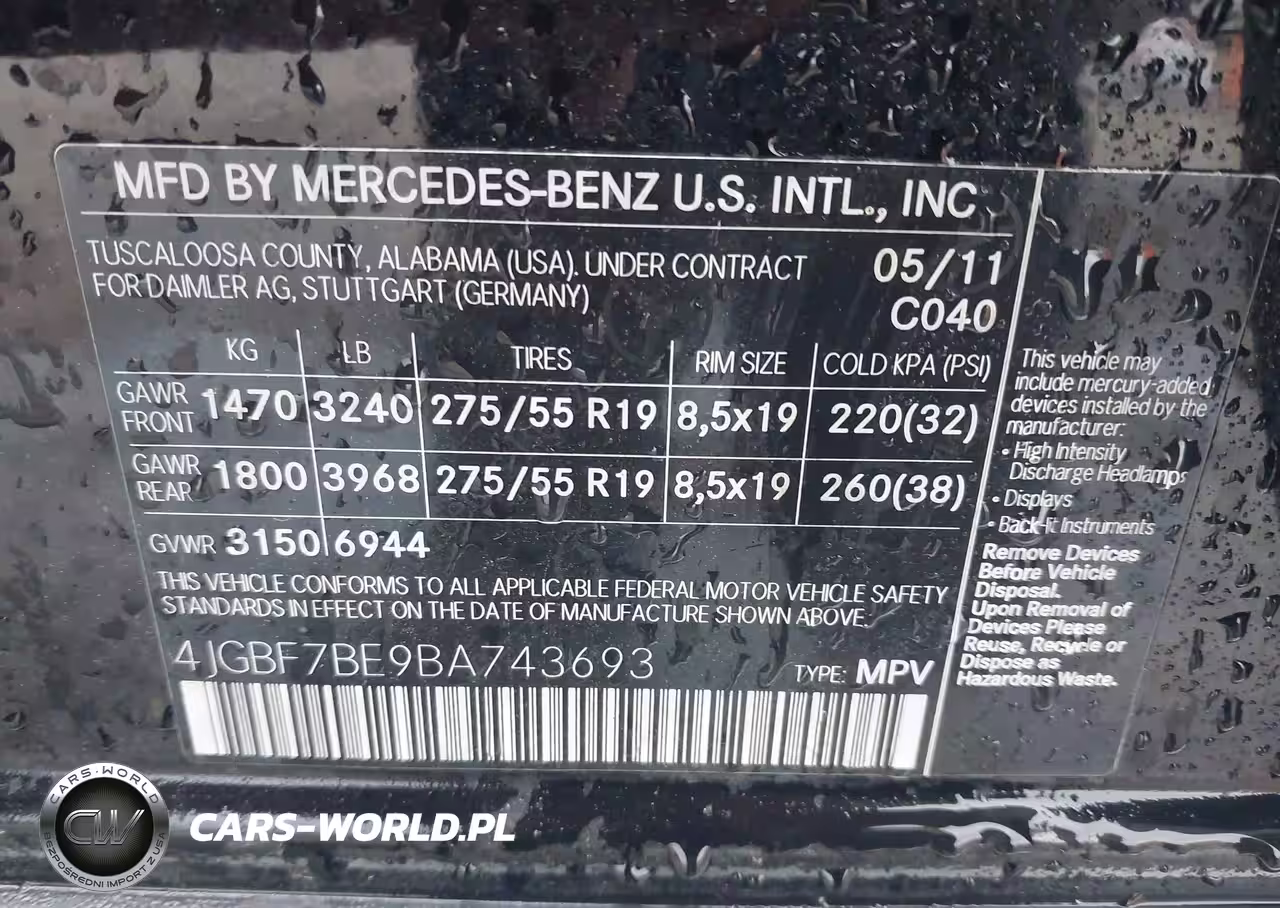 MFD BY MERCEDES-BENZ U.S. INTL., INC
TUSCALOOSA COUNTY, ALABAMA (USA). UNDER CONTRACT
FOR DAIMLER AG, STUTTGART (GERMANY)
05/11
C040
KG LB TIRES RIM SIZE COLD KPA (PSI)
GAWR FRONT 1470 3240 275/55 R19 8,5x19 220(32)
GAWR REAR 1800 3968 275/55 R19 8,5x19 260(38)
GVWR 3150 6944
THIS VEHICLE CONFORMS TO ALL APPLICABLE FEDERAL MOTOR VEHICLE SAFETY
STANDARDS IN EFFECT ON THE DATE OF MANUFACTURE SHOWN ABOVE.
4JGBF7BE9BA743693 TYPE: MPV
This vehicle may
include mercury-added
devices installed by the
manufacturer:
• High Intensity
Discharge Headlamps
• Displays
• Back-lit Instruments
Remove Devices
Before Vehicle
Disposal.
Upon Removal of
Devices Please
Reuse, Recycle or
Dispose as
Hazardous Waste.
CARS-WORLD
CW
BEZPOŚREDNI IMPORT Z USA
CARS-WORLD.PL